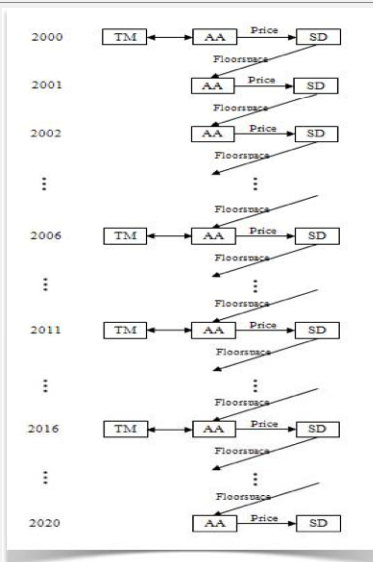 2000 TM AA Price SD
Floorspace
2001 AA Price SD
Floorspace
2002 AA Price SD
Floorspace
⋮ ⋮
Floorspace
2006 TM AA Price SD
Floorspace
⋮ ⋮
Floorspace
2011 TM AA Price SD
Floorspace
⋮ ⋮
Floorspace
2016 TM AA Price SD
Floorspace
⋮ ⋮
Floorspace
2020 AA Price SD